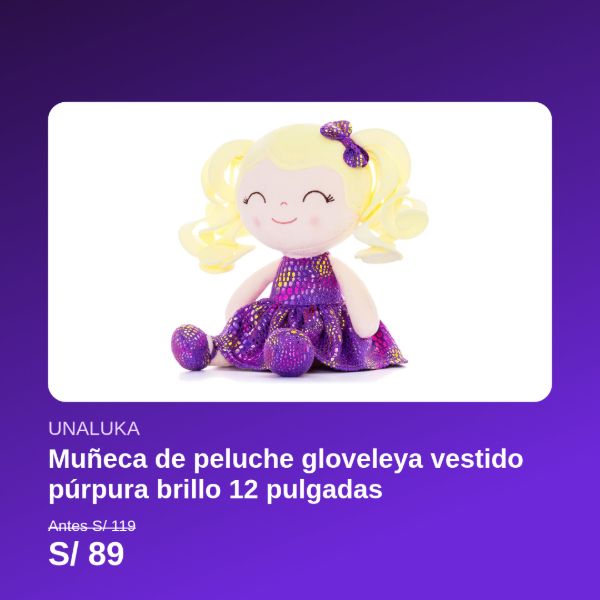 UNALUKA
Muñeca de peluche gloveleya vestido
púrpura brillo 12 pulgadas
Antes S/ 119
S/ 89